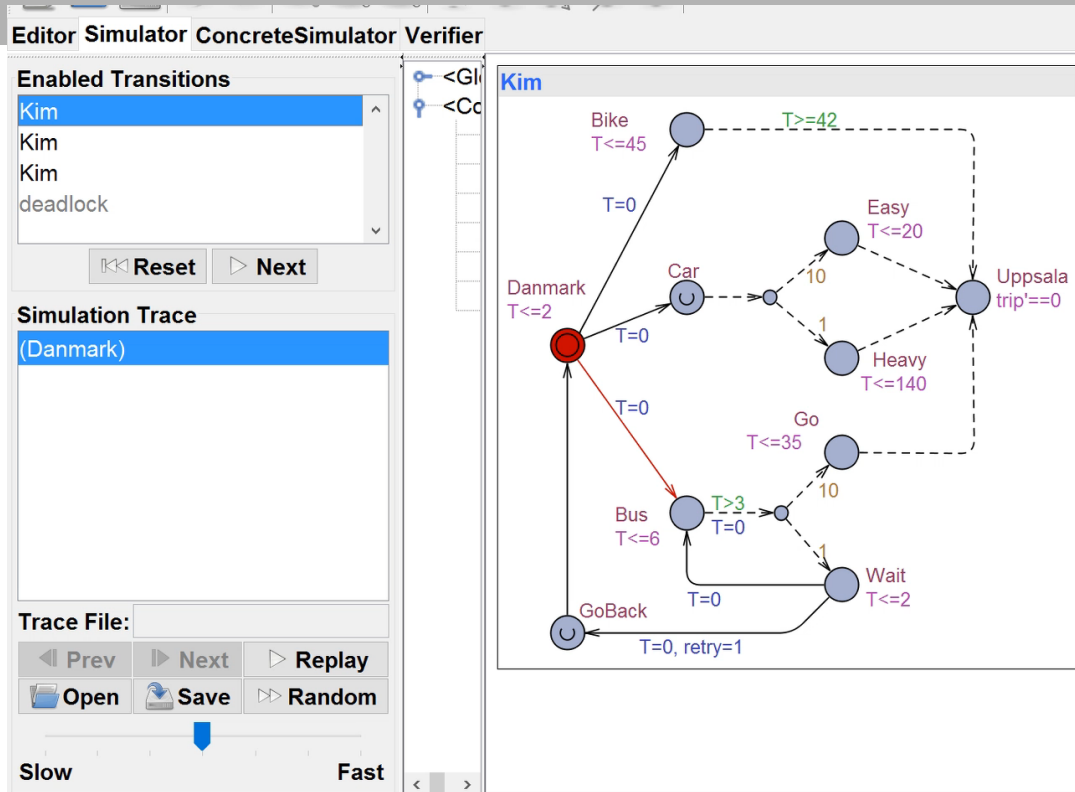 Editor Simulator ConcreteSimulator Verifier
Enabled Transitions
Kim
Kim
Kim
deadlock
Reset
Next
Simulation Trace
(Danmark)
Trace File:
Prev
Next
Replay
Open
Save
Random
Slow
Fast
<Gl
<Co
Kim
Bike
T<=45
T>=42
T=0
Easy
T<=20
Car
10
Danmark
T<=2
T=0
Uppsala
trip'==0
1
Heavy
T<=140
T=0
Go
T<=35
10
Bus
T<=6
T>3
T=0
1
Wait
T<=2
T=0
GoBack
T=0, retry=1